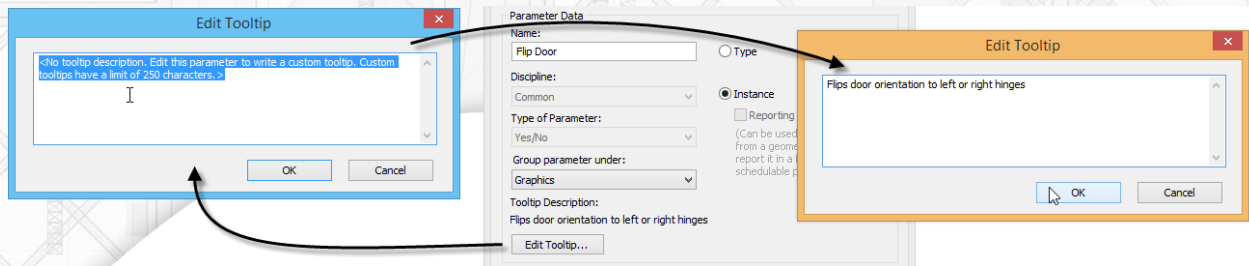 Edit Tooltip
<No tooltip description. Edit this parameter to write a custom tooltip. Custom
tooltips have a limit of 250 characters. >
OK Cancel
Parameter Data
Name:
Flip Door
Type
Discipline:
Common
Instance
Reporting
Type of Parameter:
Yes/No
(Can be used
from a geome
report it in a
schedulable p
Group parameter under:
Graphics
Tooltip Description:
Flips door orientation to left or right hinges
Edit Tooltip...
Edit Tooltip
Flips door orientation to left or right hinges
OK Cancel